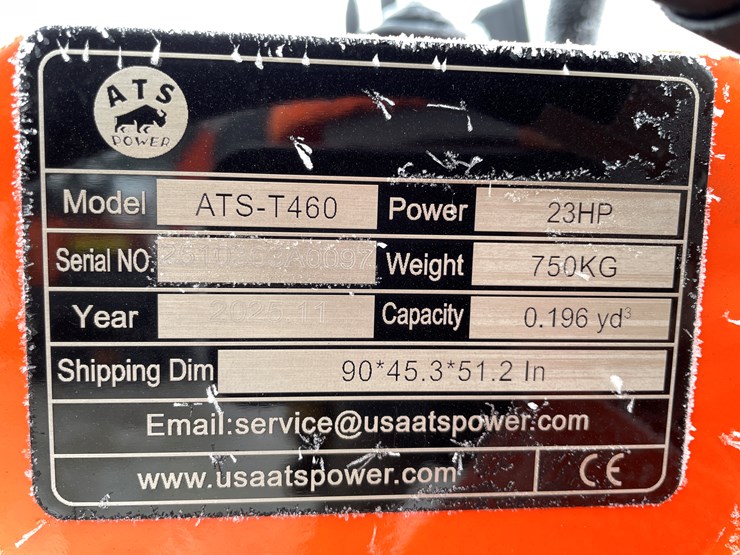 ATS
POWER
Model ATS-T460 Power 23HP
Serial NO Weight 750KG
Year Capacity 0.196 yd³
Shipping Dim 90*45.3*51.2 In
Email:service@usaatspower.com
www.usaatspower.com CE